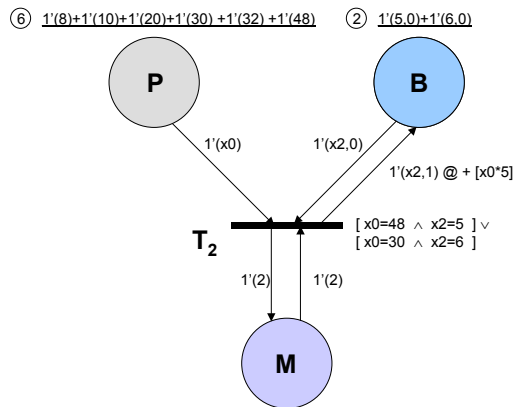 6 1'(8)+1'(10)+1'(20)+1'(30) +1'(32) +1'(48)
2 1'(5,0)+1'(6,0)
P
B
1'(x0)
1'(x2,0)
1'(x2,1) @ + [x0*5]
T2
[ x0=48 ∧ x2=5 ] ∨
[ x0=30 ∧ x2=6 ]
1'(2)
1'(2)
M